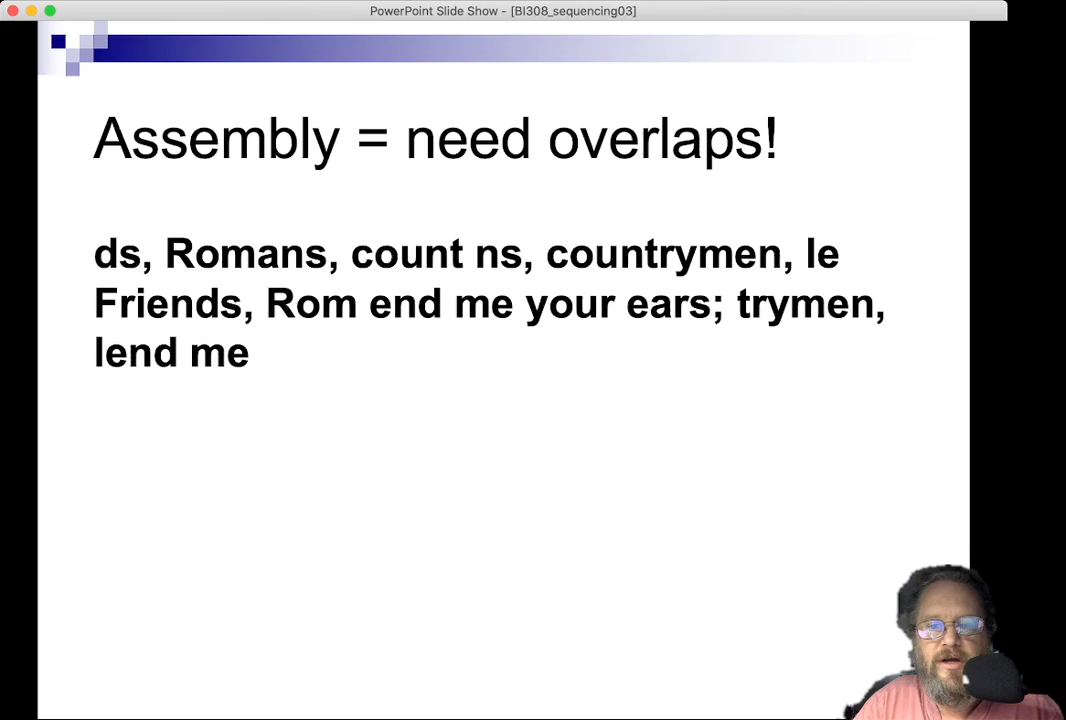 PowerPoint Slide Show - [BI308_sequencing03]
Assembly = need overlaps!
ds, Romans, count ns, countrymen, le
Friends, Rom end me your ears; trymen,
lend me